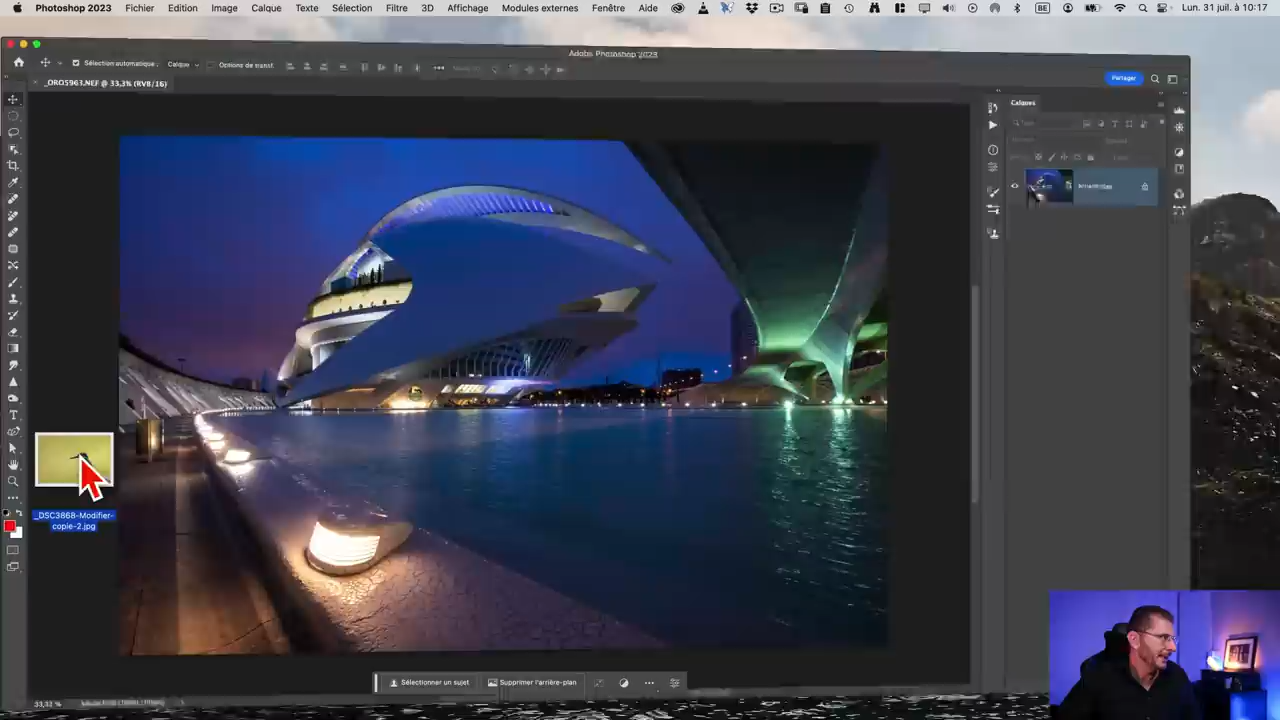 Photoshop 2023 Fichier Edition Image Calque Texte Sélection Filtre 3D Affichage Modules externes Fenêtre Aide BE Lun. 31 juil. à 10:17
Adobe Photoshop 2023
Sélection automatique : Calque Options de transf.
Partager
_ORO5963.NEF @ 33,3% (RVB/16)
Calques
_DSC3868-Modifier-
copie-2.jpg
Sélectionner un sujet Supprimer l'arrière-plan
33,33 %